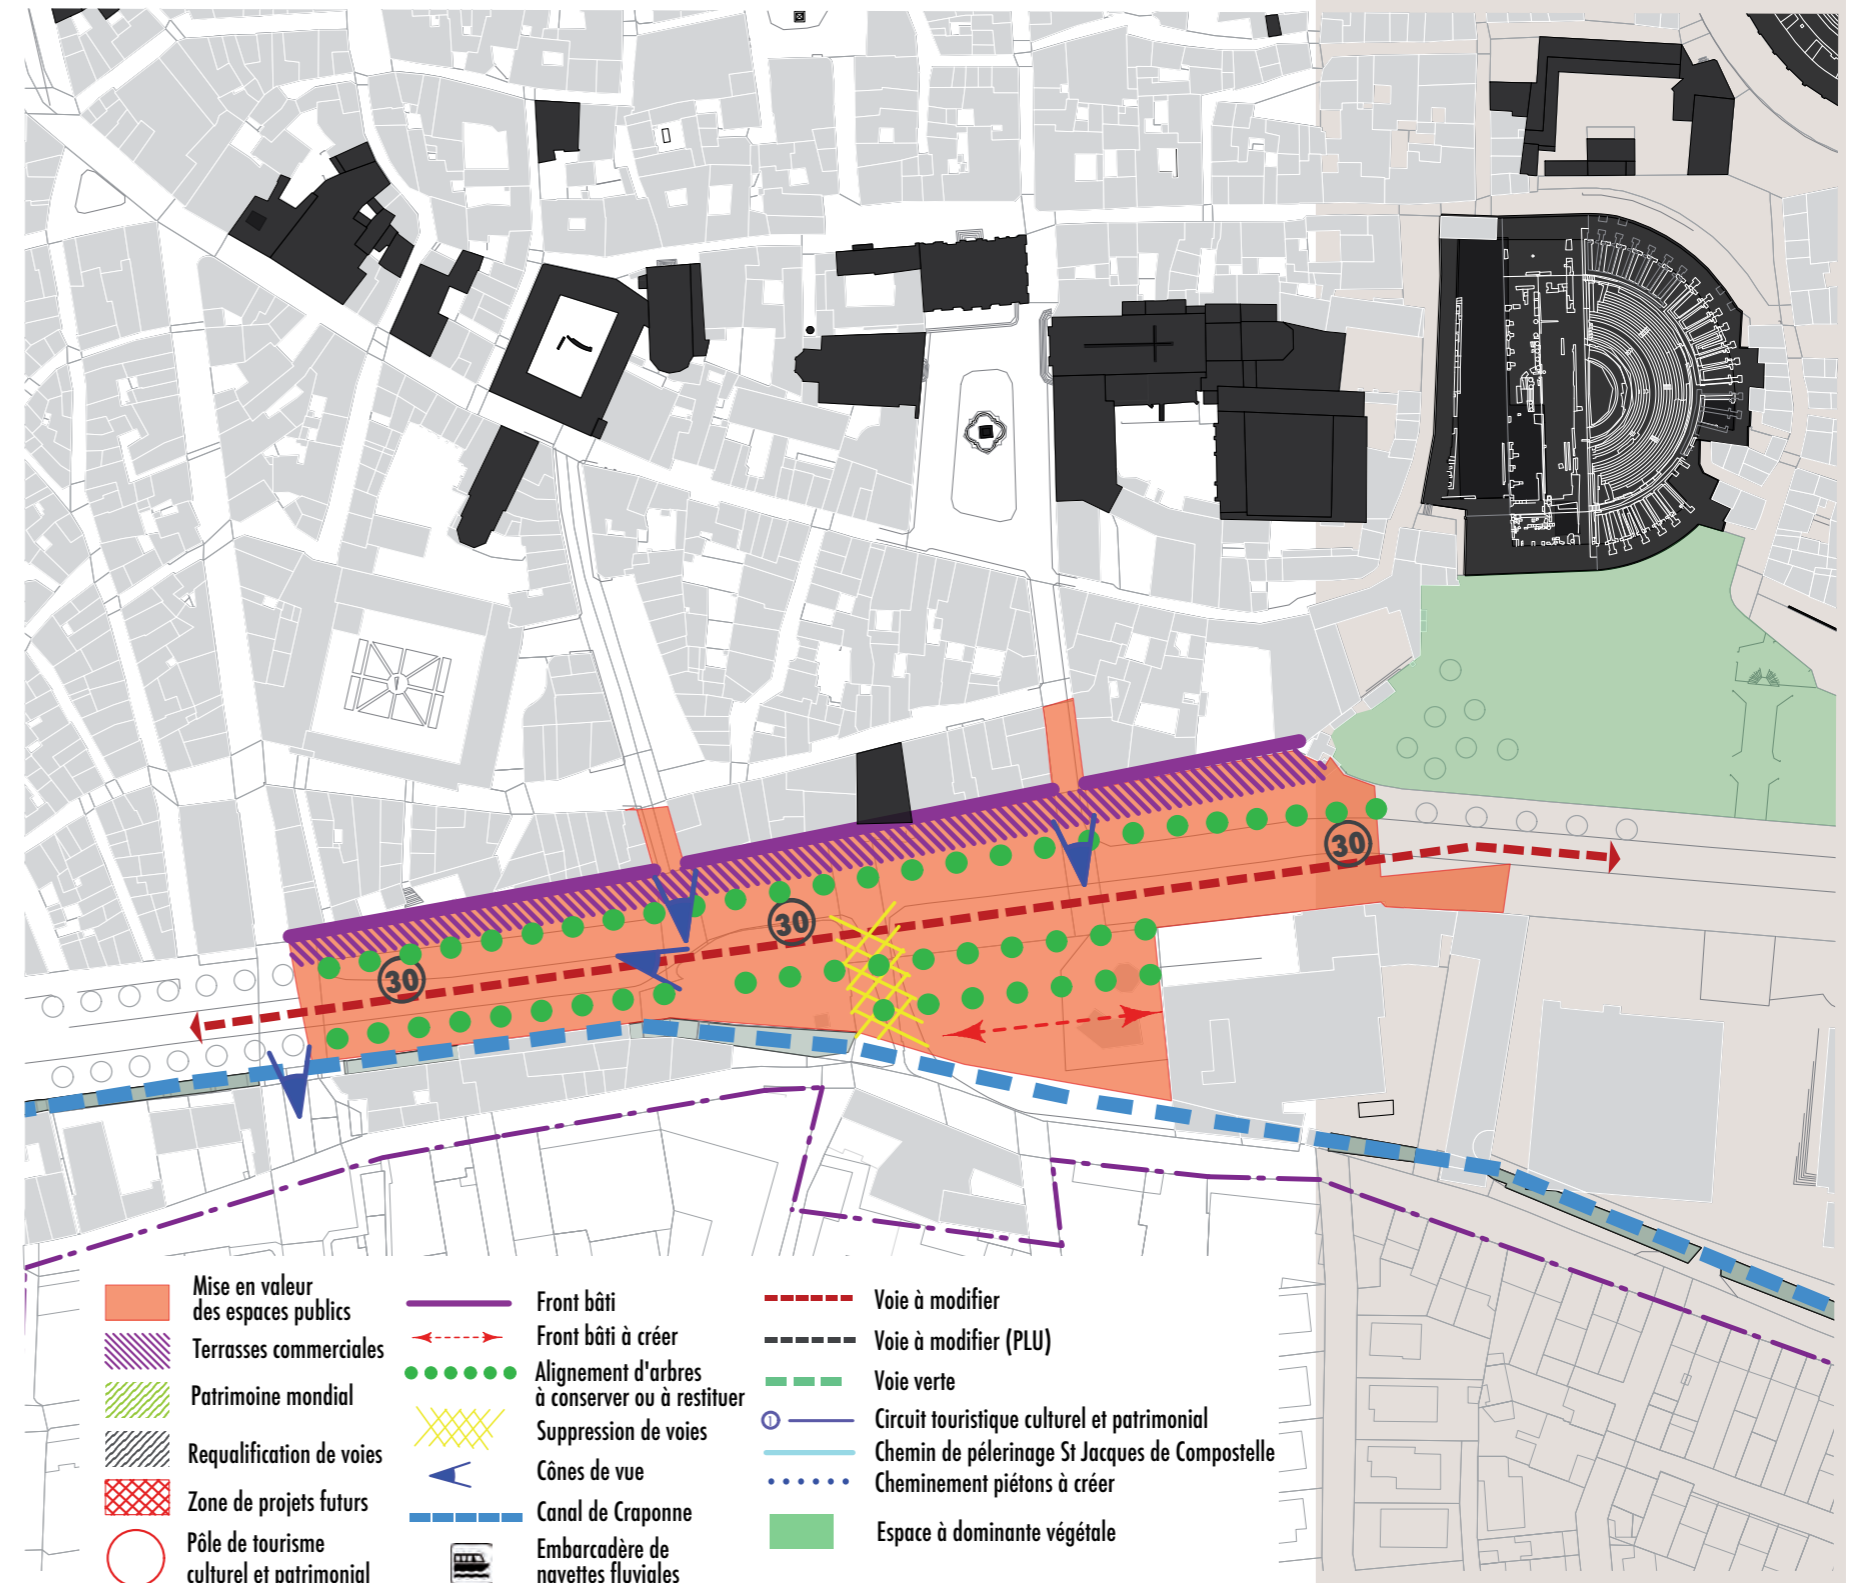 30
30
30
Mise en valeur
des espaces publics
Terrasses commerciales
Patrimoine mondial
Requalification de voies
Zone de projets futurs
Pôle de tourisme
culturel et patrimonial
Front bâti
Front bâti à créer
Alignement d'arbres
à conserver ou à restituer
Suppression de voies
Cônes de vue
Canal de Craponne
Embarcadère de
navettes fluviales
Voie à modifier
Voie à modifier (PLU)
Voie verte
1
Circuit touristique culturel et patrimonial
Chemin de pélerinage St Jacques de Compostelle
Cheminement piétons à créer
Espace à dominante végétale